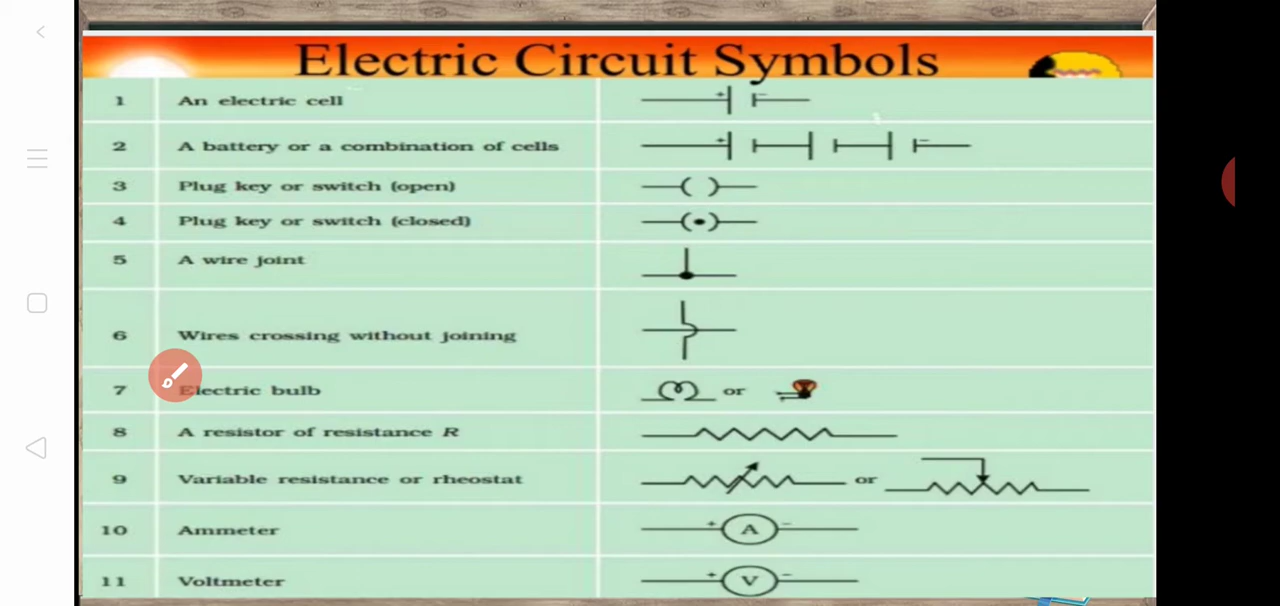 Electric Circuit Symbols
1 An electric cell + −
2 A battery or a combination of cells + −
3 Plug key or switch (open)
4 Plug key or switch (closed)
5 A wire joint
6 Wires crossing without joining
7 Electric bulb or
8 A resistor of resistance R
9 Variable resistance or rheostat or
10 Ammeter + A −
11 Voltmeter + V −